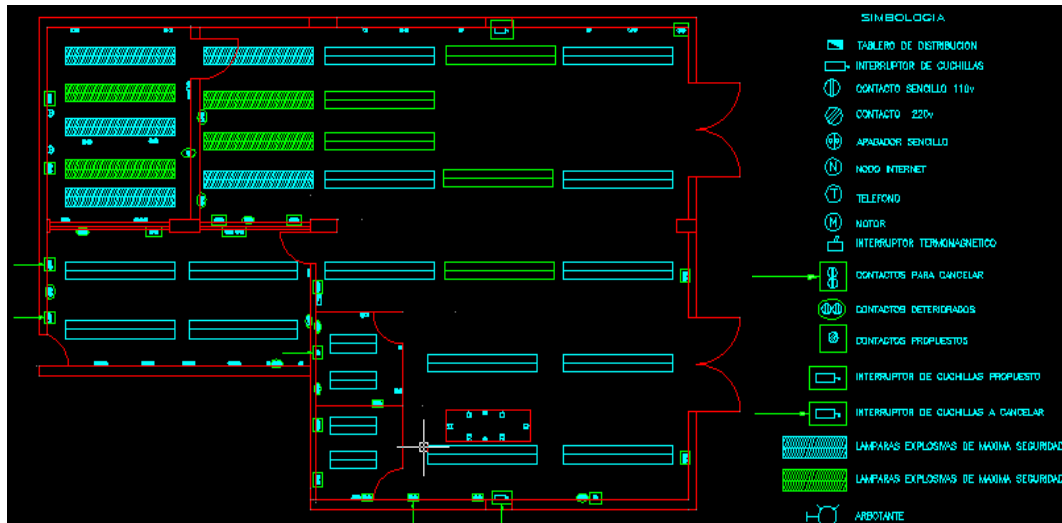 SIMBOLOGIA
TABLERO DE DISTRIBUCION
INTERRUPTOR DE CUCHILLAS
CONTACTO SENCILLO 110v
CONTACTO 220v
APAGADOR SENCILLO
N NODO INTERNET
T TELEFONO
M MOTOR
INTERRUPTOR TERMOMAGNETICO
CONTACTOS PARA CANCELAR
CONTACTOS DETERIORADOS
CONTACTOS PROPUESTOS
INTERRUPTOR DE CUCHILLAS PROPUESTO
INTERRUPTOR DE CUCHILLAS A CANCELAR
LAMPARAS EXPLOSIVAS DE MAXIMA SEGURIDAD
LAMPARAS EXPLOSIVAS DE MAXIMA SEGURIDAD
ARBOTANTE